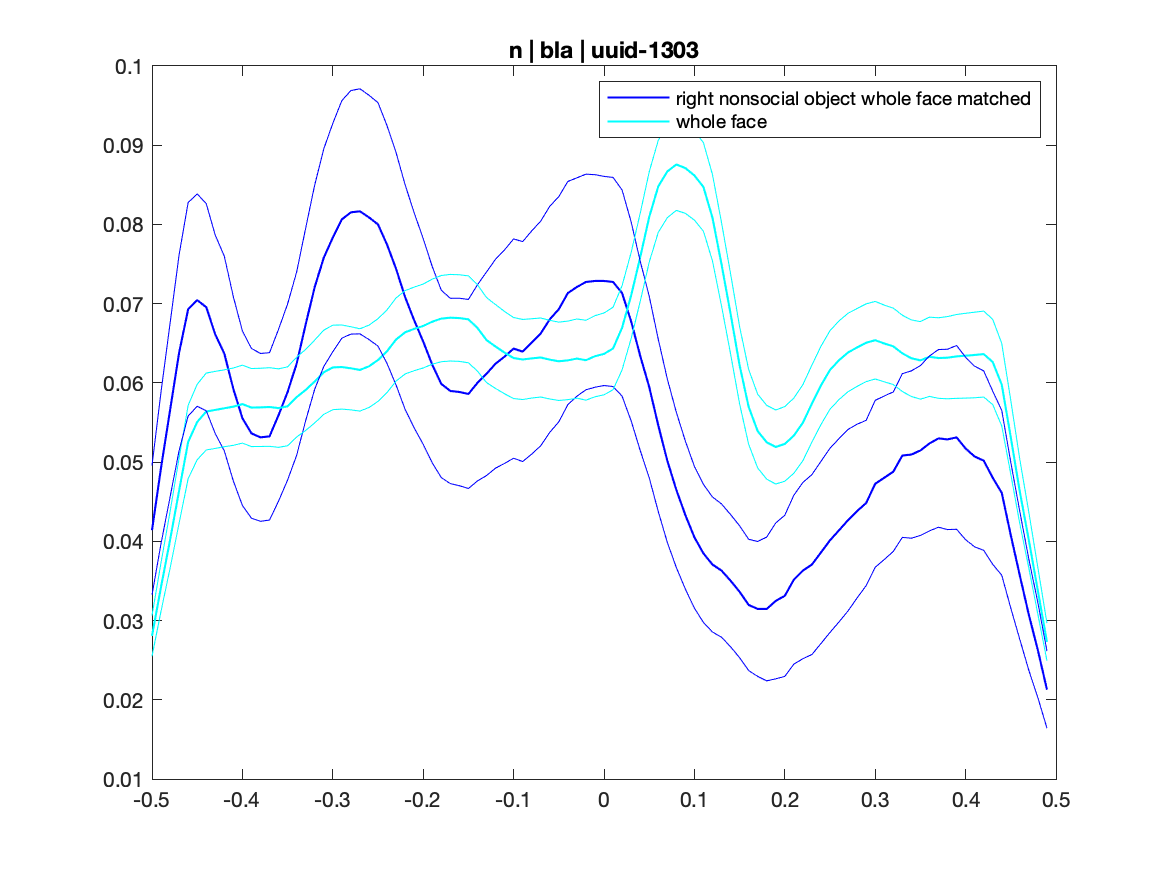 n | bla | uuid-1303
right nonsocial object whole face matched
whole face
0.1
0.09
0.08
0.07
0.06
0.05
0.04
0.03
0.02
0.01
-0.5 -0.4 -0.3 -0.2 -0.1 0 0.1 0.2 0.3 0.4 0.5